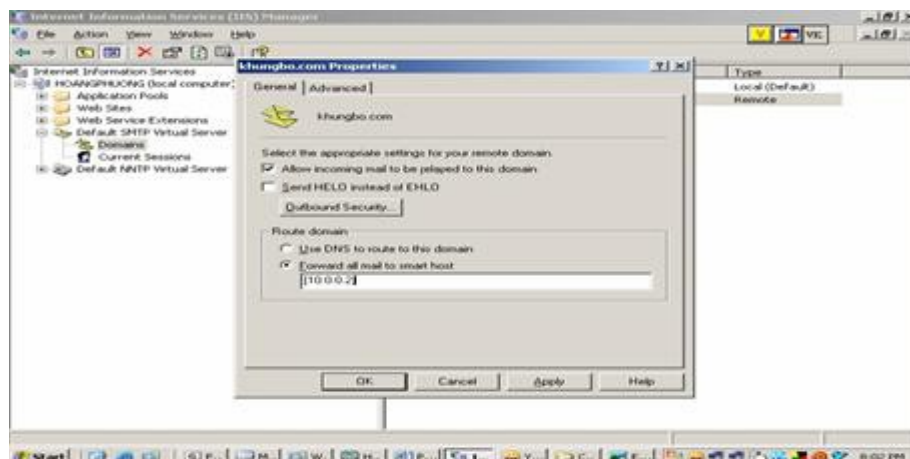 Internet Information Services (IIS) Manager
File Action View Window Help
V VK
Internet Information Services
HOANGPHUONG (local computer)
Application Pools
Web Sites
Web Service Extensions
Default SMTP Virtual Server
Domains
Current Sessions
Default NNTP Virtual Server
Type
Local (Default)
Remote
khungbo.com Properties
General Advanced
khungbo.com
Select the appropriate settings for your remote domain.
Allow incoming mail to be relayed to this domain
Send HELO instead of EHLO
Outbound Security...
Route domain
Use DNS to route to this domain
Forward all mail to smart host
[10.0.0.2]
OK Cancel Apply Help
Start
8:02 PM